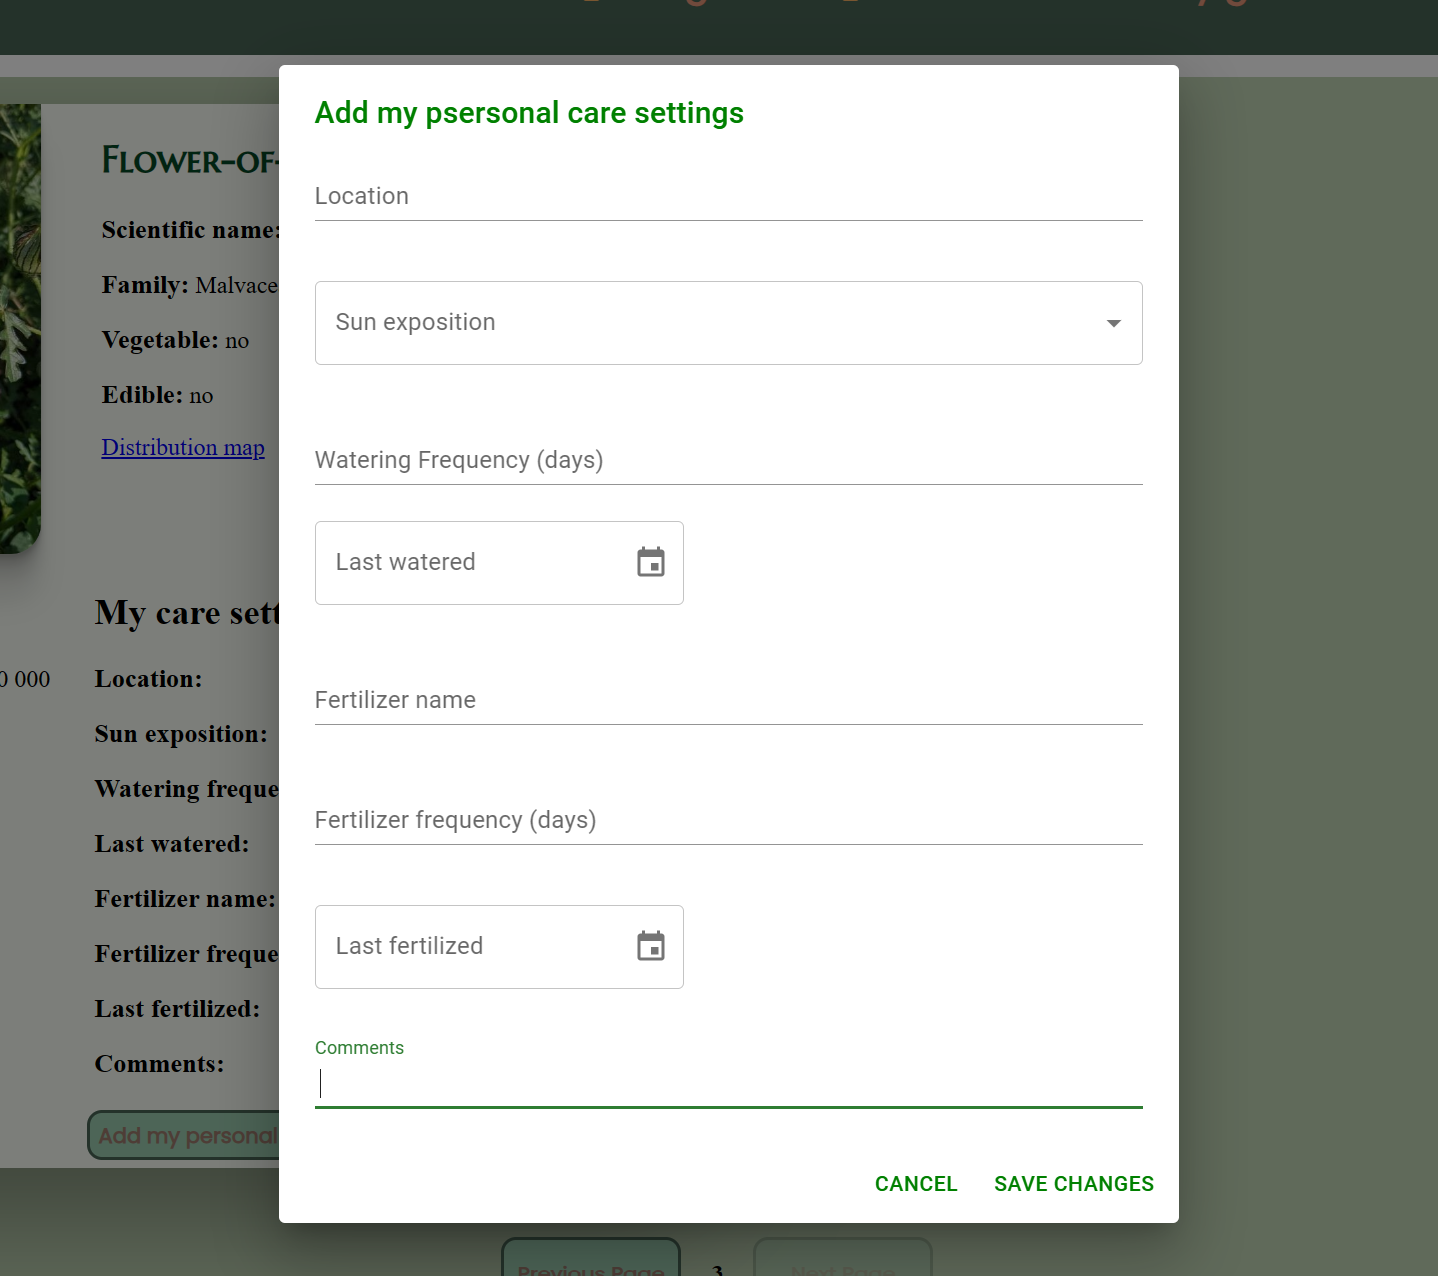 Add my psersonal care settings
Location
Sun exposition
Watering Frequency (days)
Last watered
Fertilizer name
Fertilizer frequency (days)
Last fertilized
Comments
CANCEL SAVE CHANGES
Flower-of-
Scientific name:
Family: Malvace
Vegetable: no
Edible: no
Distribution map
My care sett
0 000
Location:
Sun exposition:
Watering freque
Last watered:
Fertilizer name:
Fertilizer freque
Last fertilized:
Comments:
Add my personal
Previous Page 3 Next Page